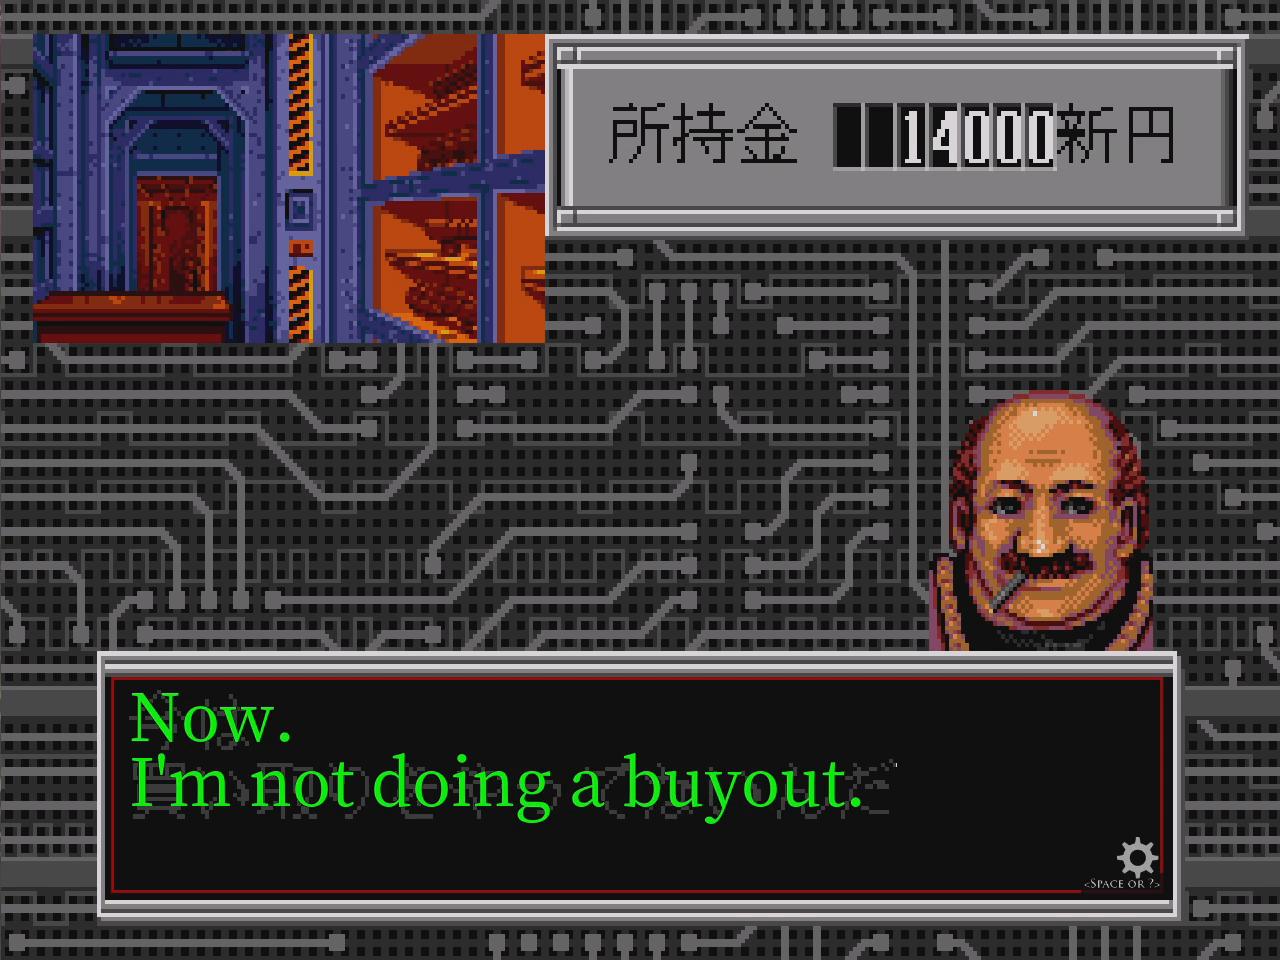 所持金 14000新円
Now.
I'm not doing a buyout.
<SPACE OR ?>